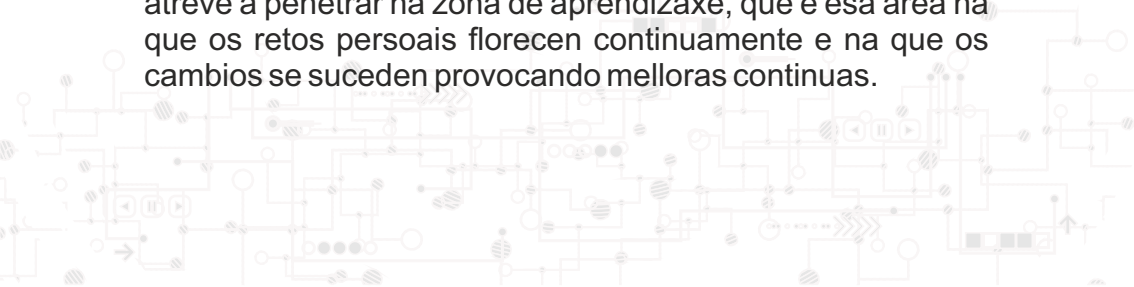 atreve a penetrar na zona de aprendizaxe, que é esa área na
que os retos persoais florecen continuamente e na que os
cambios se suceden provocando melloras continuas.